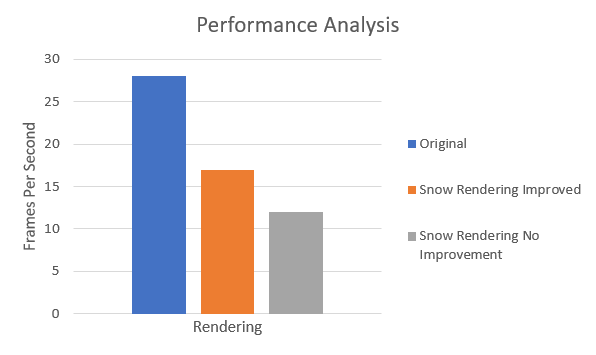 Performance Analysis
30
25
20
15
10
5
0
Frames Per Second
Rendering
Original
Snow Rendering Improved
Snow Rendering No
Improvement